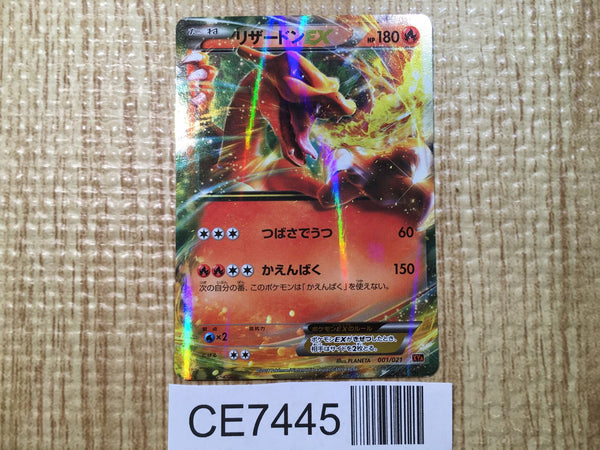 たね
リザードンEX
HP180
つばさでうつ 60
かえんばく 150
次の自分の番、このポケモンは「かえんばく」を使えない。
弱点 抵抗力
×2
にげる
ポケモンEXのルール
ポケモンEXが気絶したとき、
相手はサイドを2枚とる。
illus. PLANETA 001/021
CE7445